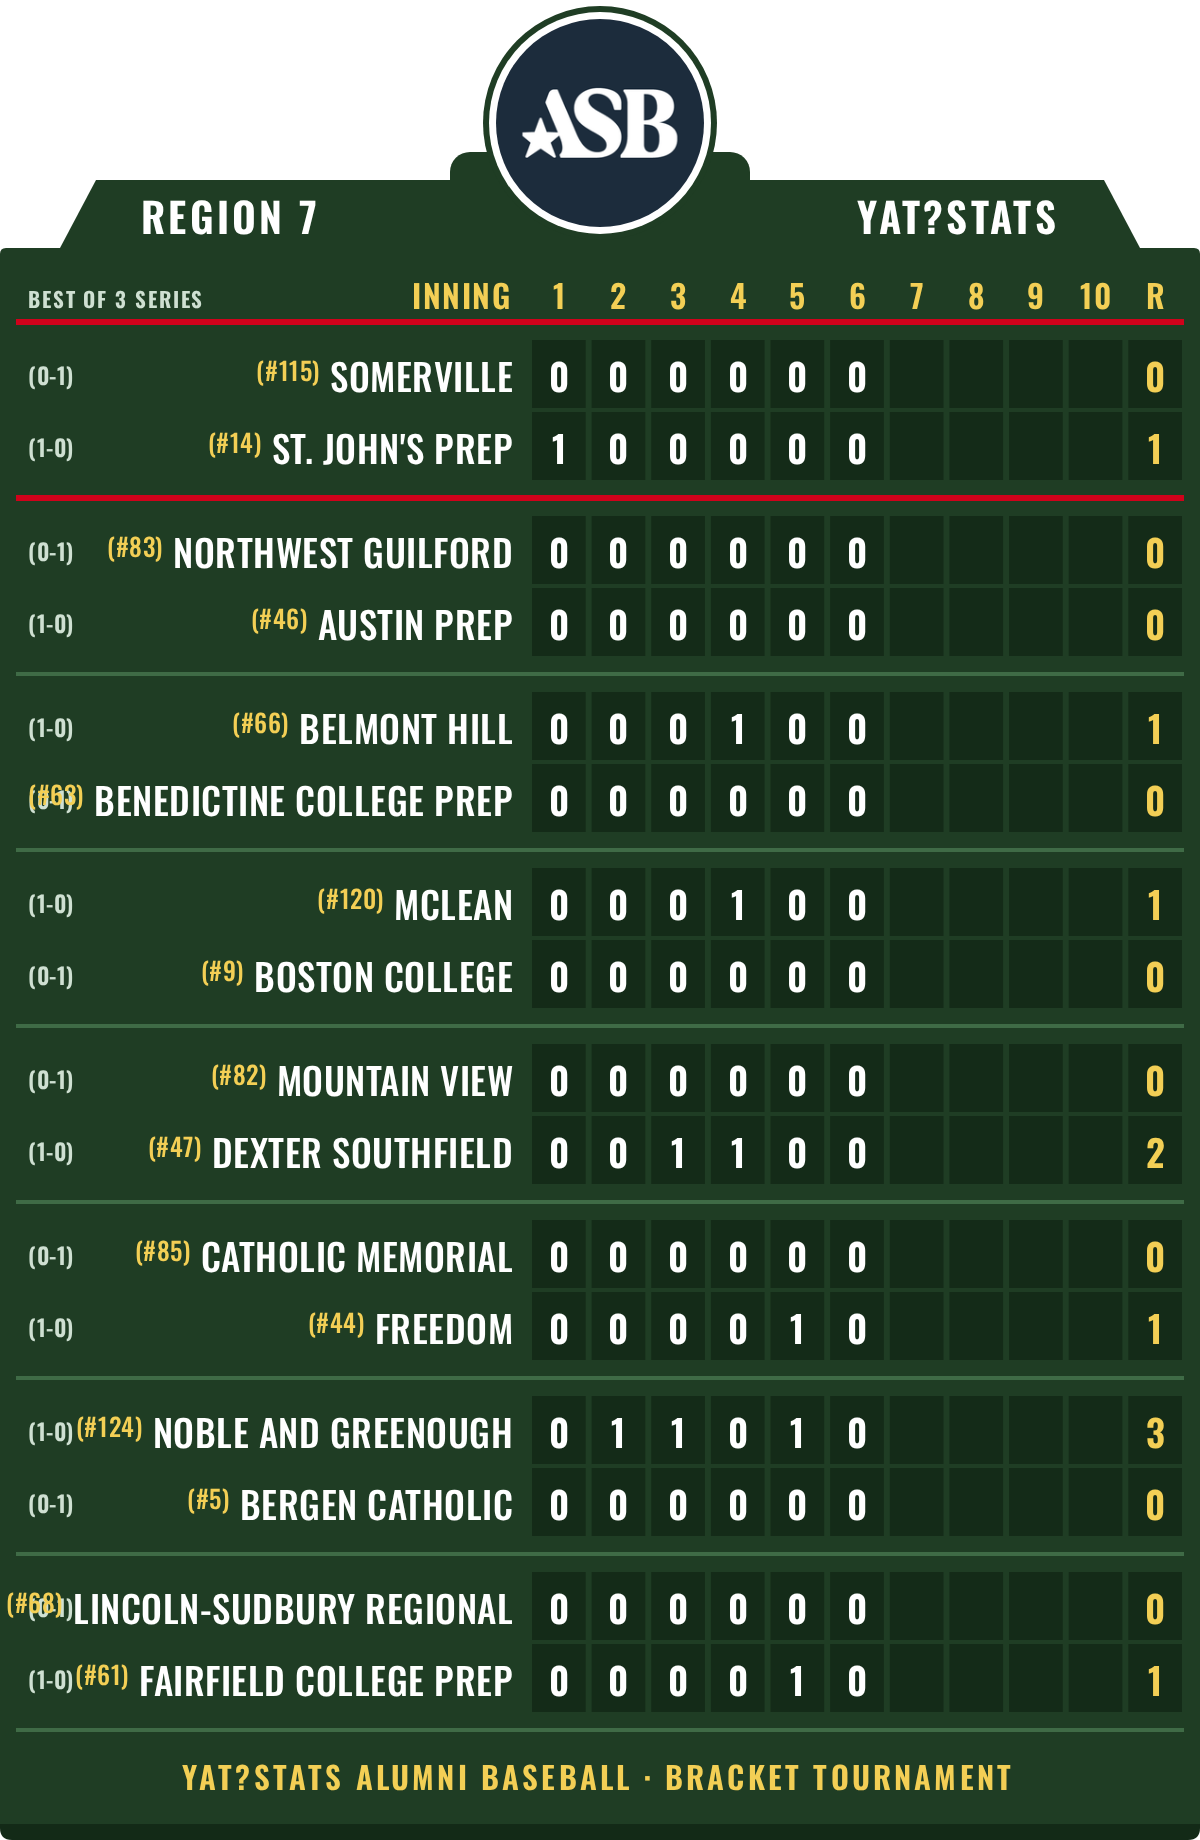 ASB
REGION 7 YAT?STATS
BEST OF 3 SERIES INNING 1 2 3 4 5 6 7 8 9 10 R
(0-1) (#115) SOMERVILLE 0 0 0 0 0 0 0
(1-0) (#14) ST. JOHN'S PREP 1 0 0 0 0 0 1
(0-1) (#83) NORTHWEST GUILFORD 0 0 0 0 0 0 0
(1-0) (#46) AUSTIN PREP 0 0 0 0 0 0 0
(1-0) (#66) BELMONT HILL 0 0 0 1 0 0 1
(0-1) (#63) BENEDICTINE COLLEGE PREP 0 0 0 0 0 0 0
(1-0) (#120) MCLEAN 0 0 0 1 0 0 1
(0-1) (#9) BOSTON COLLEGE 0 0 0 0 0 0 0
(0-1) (#82) MOUNTAIN VIEW 0 0 0 0 0 0 0
(1-0) (#47) DEXTER SOUTHFIELD 0 0 1 1 0 0 2
(0-1) (#85) CATHOLIC MEMORIAL 0 0 0 0 0 0 0
(1-0) (#44) FREEDOM 0 0 0 0 1 0 1
(1-0) (#124) NOBLE AND GREENOUGH 0 1 1 0 1 0 3
(0-1) (#5) BERGEN CATHOLIC 0 0 0 0 0 0 0
(0-1) (#68) LINCOLN-SUDBURY REGIONAL 0 0 0 0 0 0 0
(1-0) (#61) FAIRFIELD COLLEGE PREP 0 0 0 0 1 0 1
YAT?STATS ALUMNI BASEBALL · BRACKET TOURNAMENT